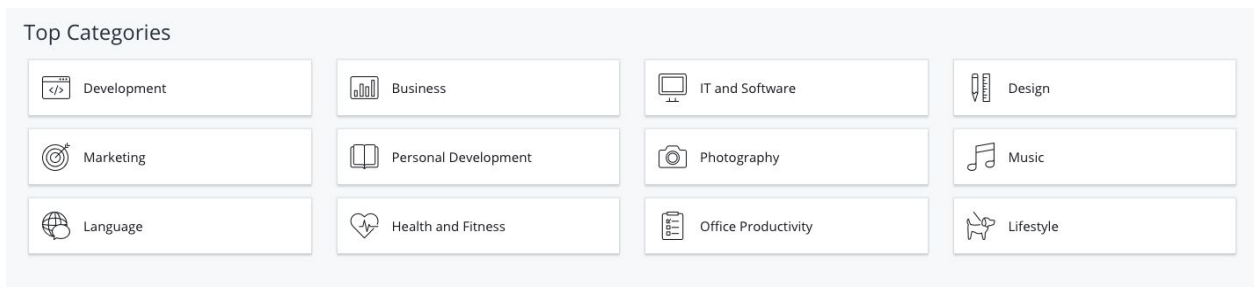 Top Categories
Development
Business
IT and Software
Design
Marketing
Personal Development
Photography
Music
Language
Health and Fitness
Office Productivity
Lifestyle